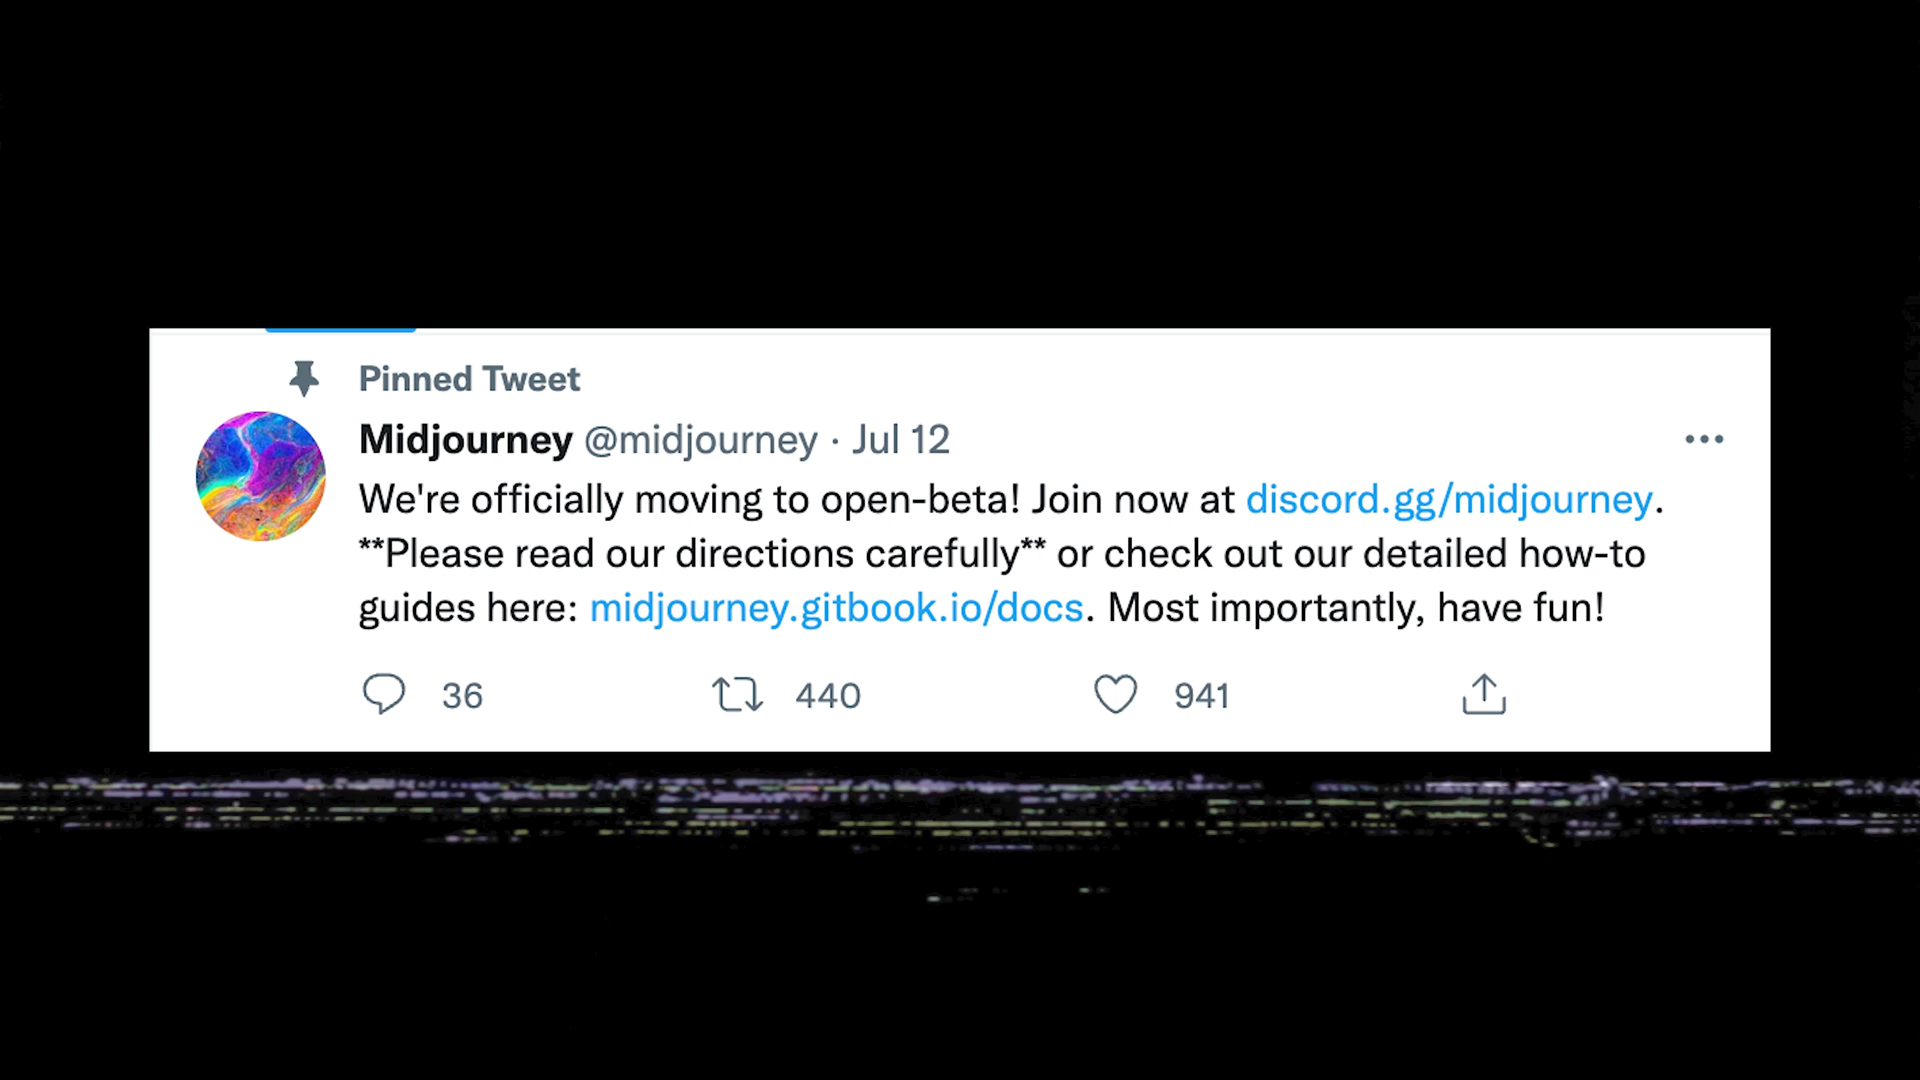 Pinned Tweet
Midjourney @midjourney · Jul 12
We're officially moving to open-beta! Join now at discord.gg/midjourney.
**Please read our directions carefully** or check out our detailed how-to
guides here: midjourney.gitbook.io/docs. Most importantly, have fun!
36 440 941